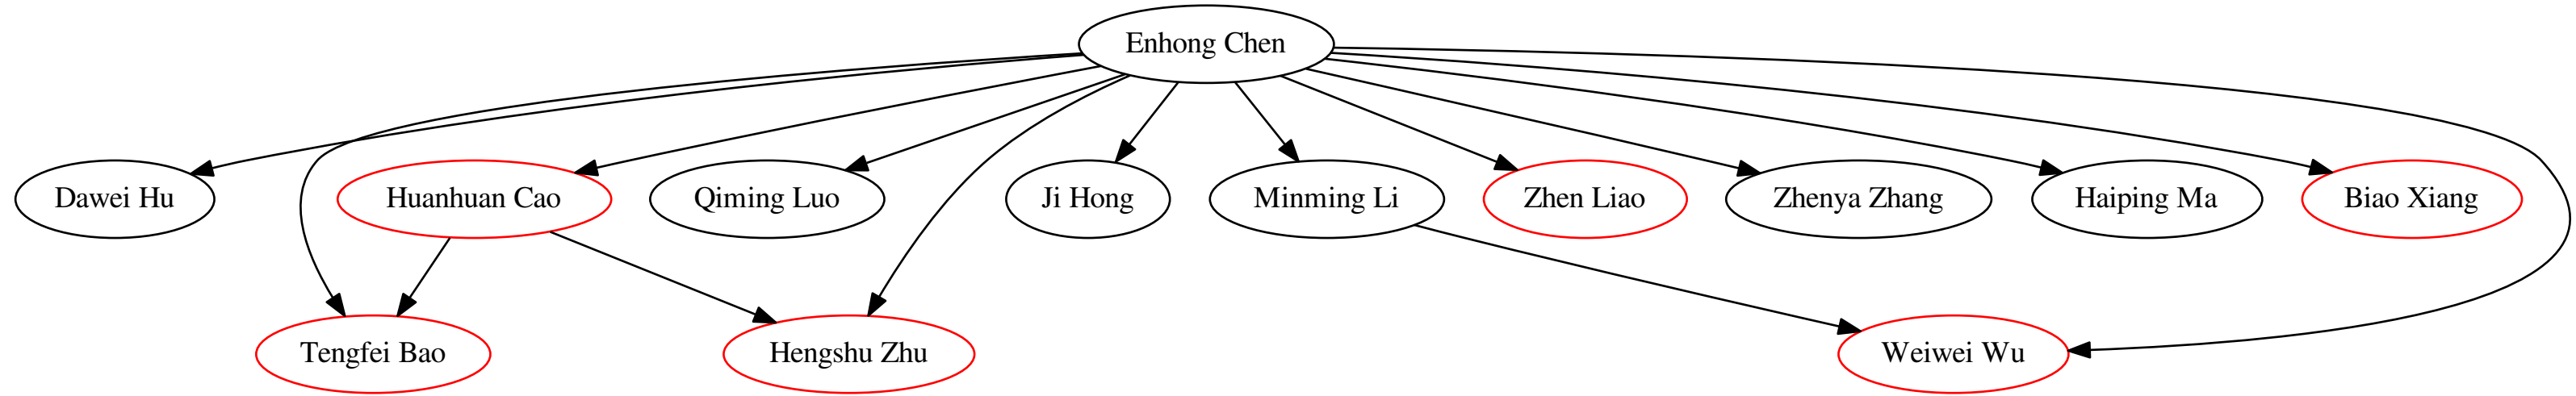 Enhong Chen
Dawei Hu
Huanhuan Cao
Qiming Luo
Ji Hong
Minming Li
Zhen Liao
Zhenya Zhang
Haiping Ma
Biao Xiang
Tengfei Bao
Hengshu Zhu
Weiwei Wu